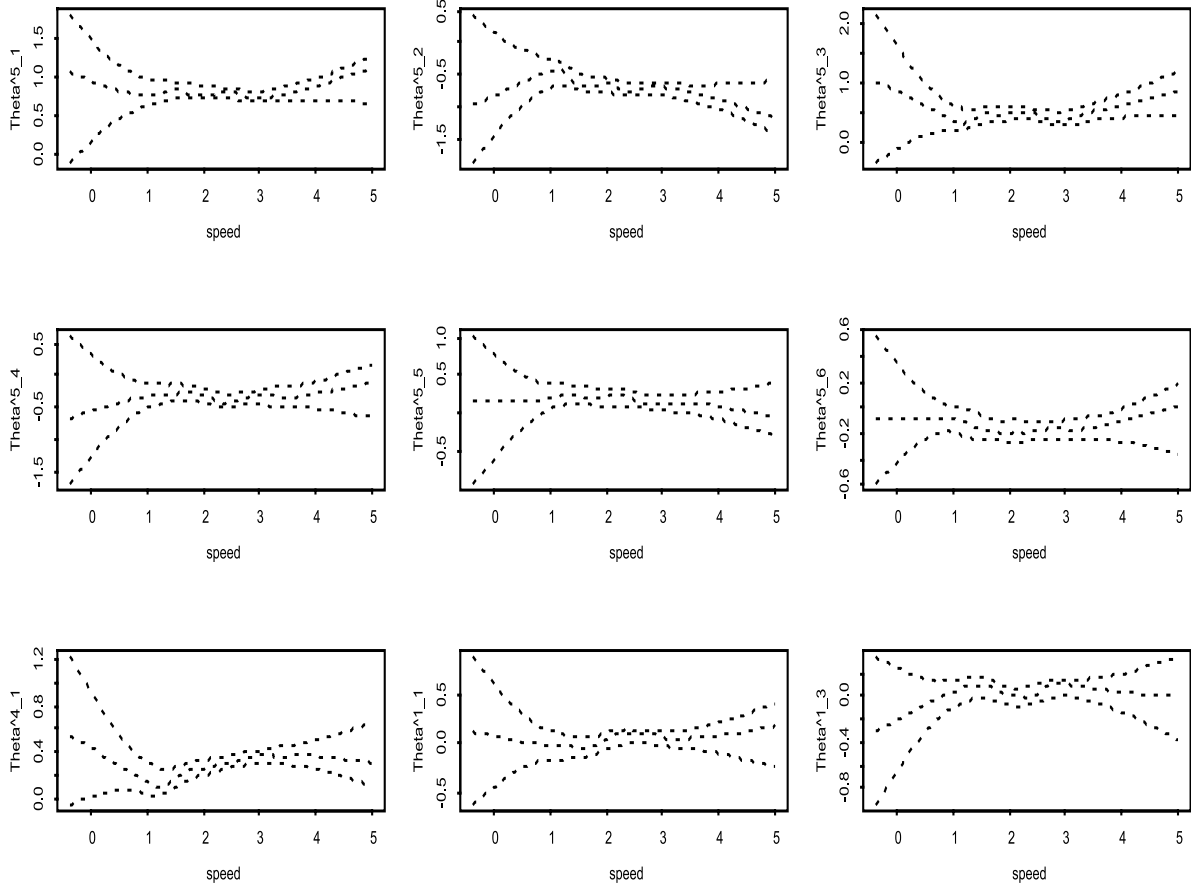 Theta^5_1
1.5
1.0
0.5
0.0
0 1 2 3 4 5
speed
Theta^5_2
0.5
-0.5
-1.5
0 1 2 3 4 5
speed
Theta^5_3
2.0
1.0
0.0
0 1 2 3 4 5
speed
Theta^5_4
0.5
-0.5
-1.5
0 1 2 3 4 5
speed
Theta^5_5
1.0
0.5
-0.5
0 1 2 3 4 5
speed
Theta^5_6
0.6
0.2
-0.2
-0.6
0 1 2 3 4 5
speed
Theta^4_1
1.2
0.8
0.4
0.0
0 1 2 3 4 5
speed
Theta^1_1
0.5
0.0
-0.5
0 1 2 3 4 5
speed
Theta^1_3
0.0
-0.4
-0.8
0 1 2 3 4 5
speed